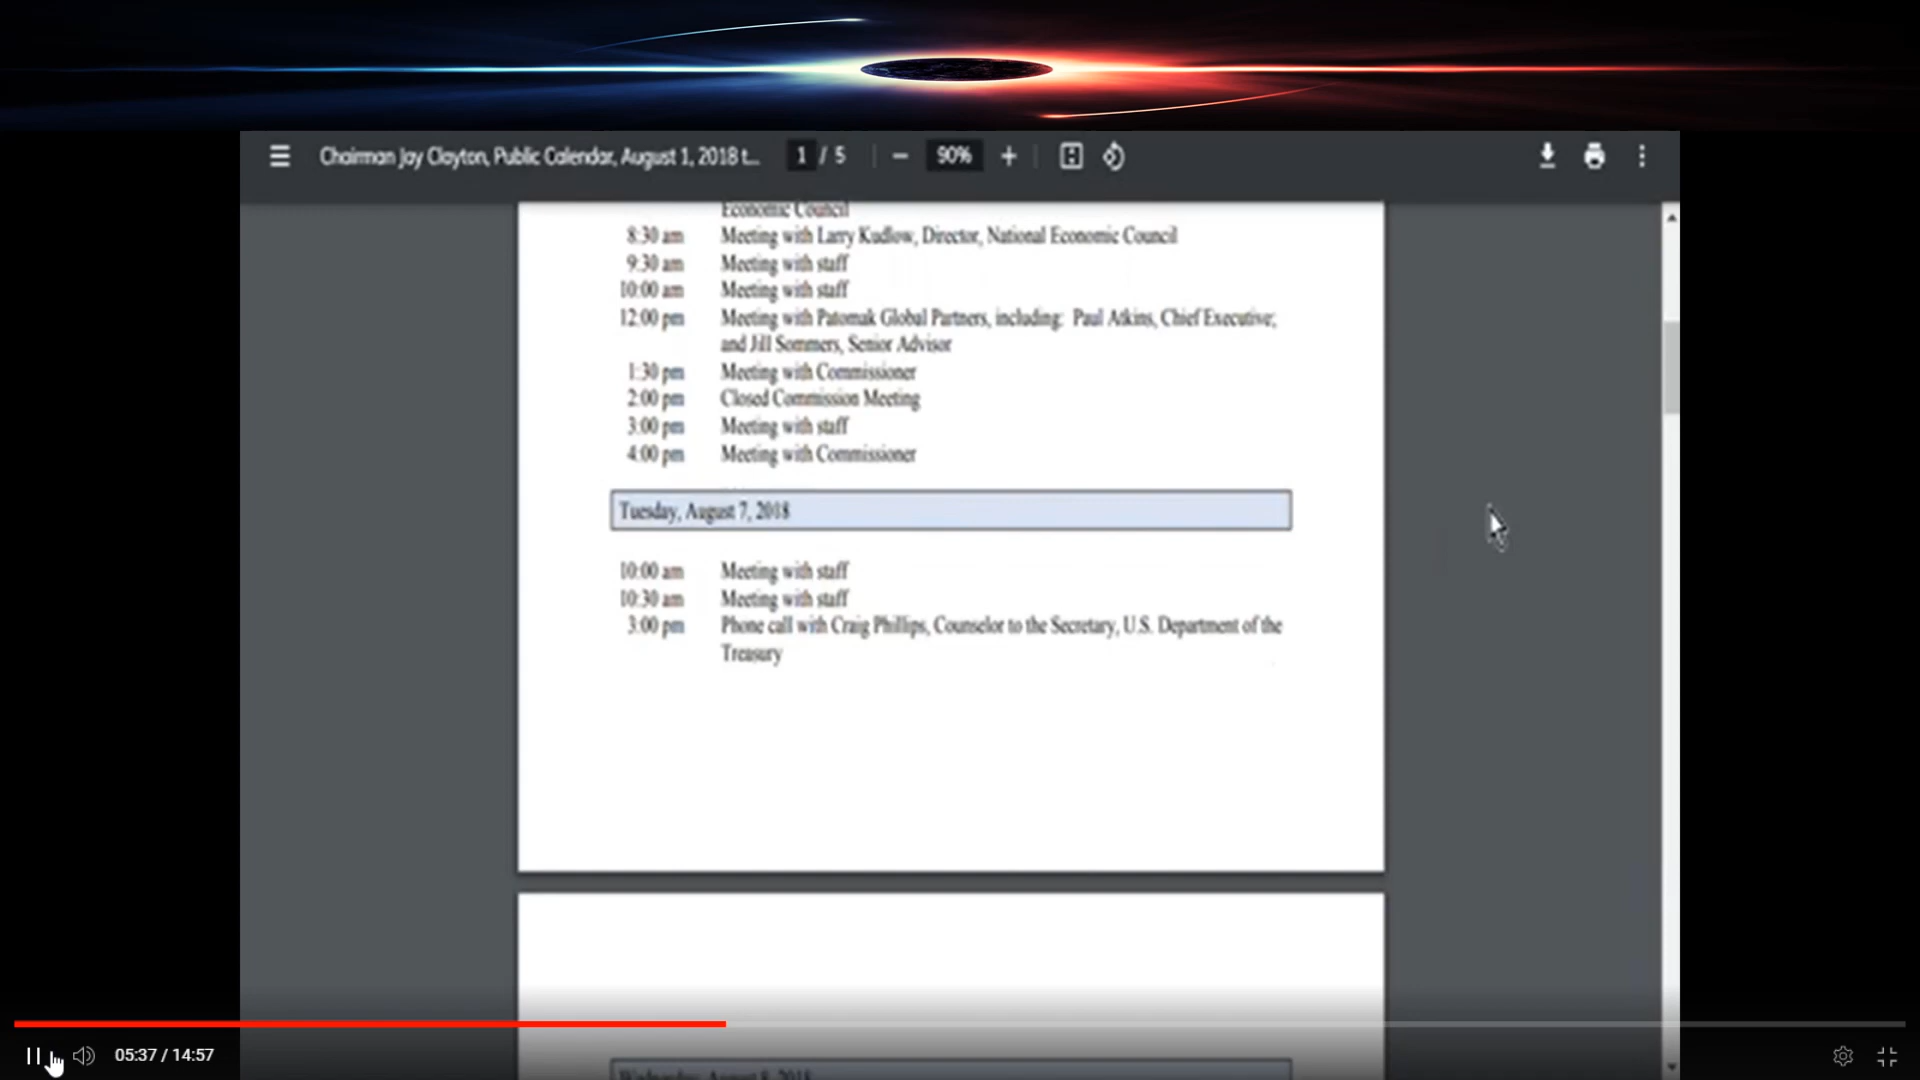 Chairman Jay Clayton, Public Calendar, August 1, 2018 t...
1 / 5
90%
Economic Council
8:30 am Meeting with Larry Kudlow, Director, National Economic Council
9:30 am Meeting with staff
10:00 am Meeting with staff
12:00 pm Meeting with Patomak Global Partners, including: Paul Atkins, Chief Executive;
and Jill Sommers, Senior Advisor
1:30 pm Meeting with Commissioner
2:00 pm Closed Commission Meeting
3:00 pm Meeting with staff
4:00 pm Meeting with Commissioner
Tuesday, August 7, 2018
10:00 am Meeting with staff
10:30 am Meeting with staff
3:00 pm Phone call with Craig Phillips, Counselor to the Secretary, U.S. Department of the
Treasury
Wednesday, August 8, 2018
05:37 / 14:57